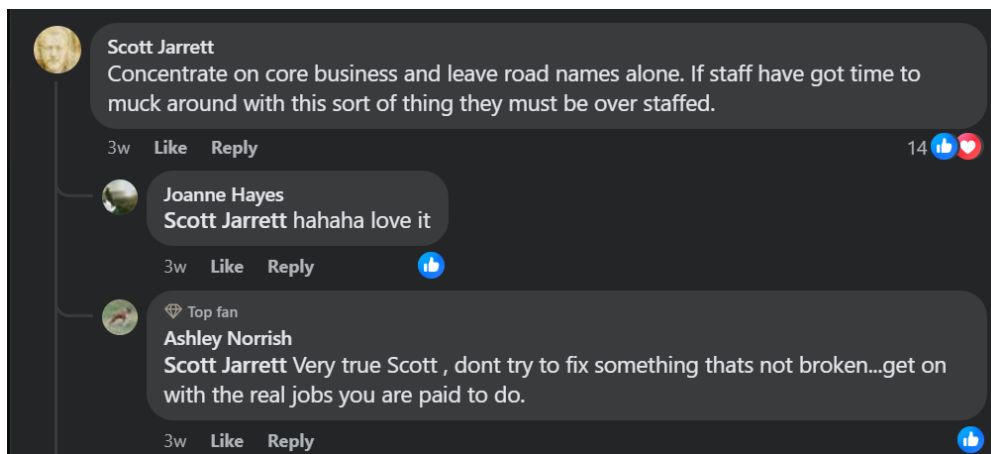 Scott Jarrett
Concentrate on core business and leave road names alone. If staff have got time to
muck around with this sort of thing they must be over staffed.
3w Like Reply 14
Joanne Hayes
Scott Jarrett hahaha love it
3w Like Reply
Top fan
Ashley Norrish
Scott Jarrett Very true Scott , dont try to fix something thats not broken...get on
with the real jobs you are paid to do.
3w Like Reply